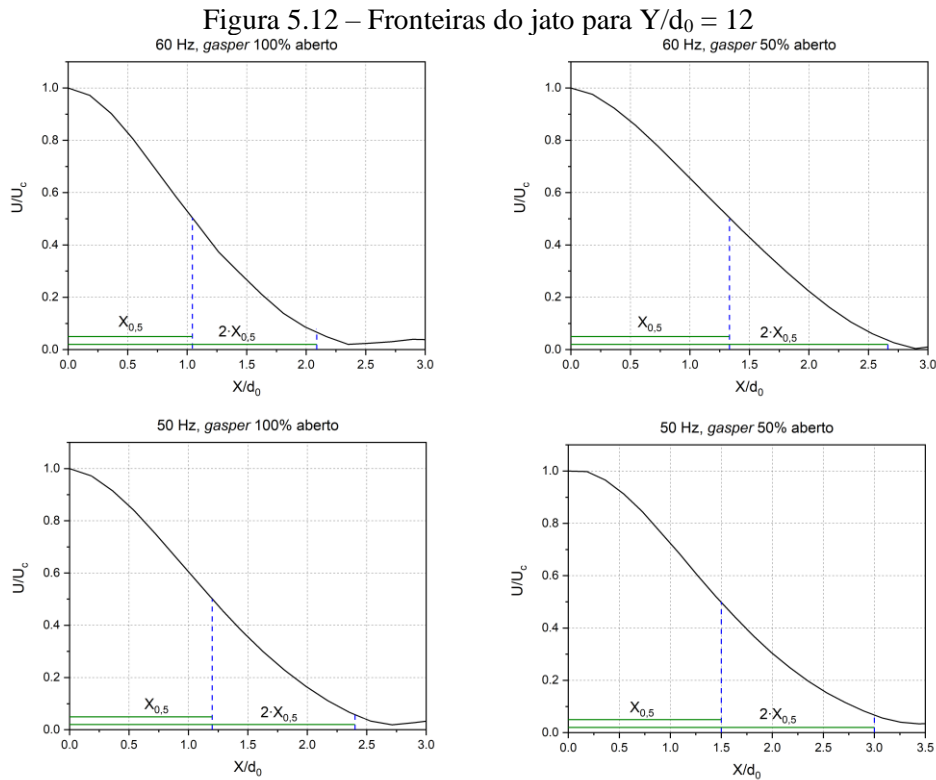 Figura 5.12 – Fronteiras do jato para Y/d₀ = 12
60 Hz, gasper 100% aberto
1.0
0.8
0.6
0.4
0.2
0.0
U/U_c
X₀,₅
2·X₀,₅
0.0 0.5 1.0 1.5 2.0 2.5 3.0
X/d₀
60 Hz, gasper 50% aberto
1.0
0.8
0.6
0.4
0.2
0.0
U/U_c
X₀,₅
2·X₀,₅
0.0 0.5 1.0 1.5 2.0 2.5 3.0
X/d₀
50 Hz, gasper 100% aberto
1.0
0.8
0.6
0.4
0.2
0.0
U/U_c
X₀,₅
2·X₀,₅
0.0 0.5 1.0 1.5 2.0 2.5 3.0
X/d₀
50 Hz, gasper 50% aberto
1.0
0.8
0.6
0.4
0.2
0.0
U/U_c
X₀,₅
2·X₀,₅
0.0 0.5 1.0 1.5 2.0 2.5 3.0 3.5
X/d₀